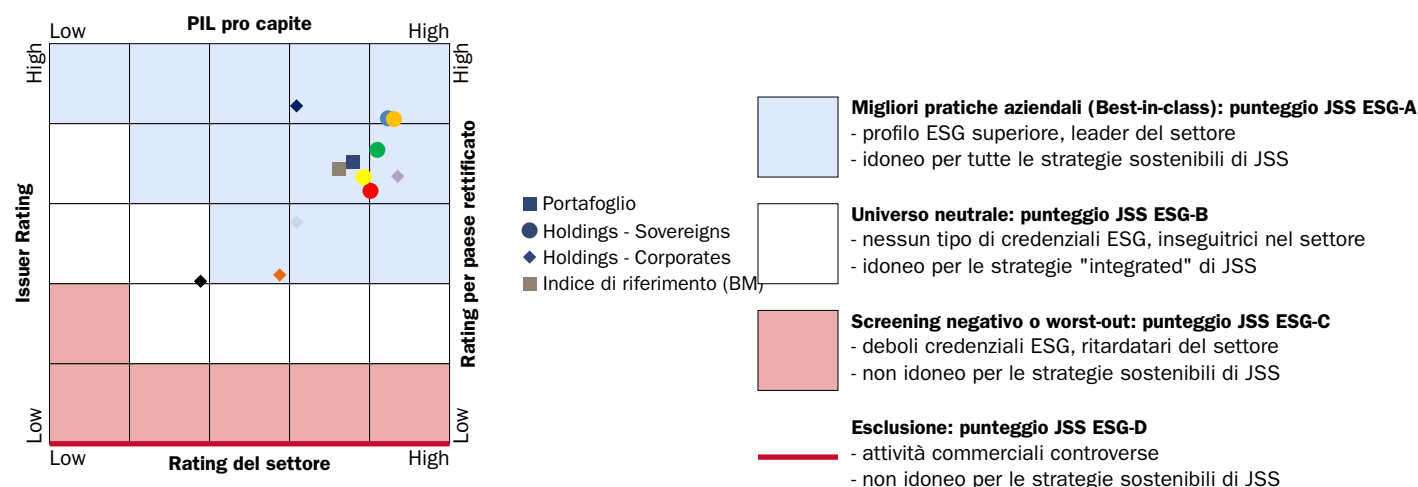 PIL pro capite
Low
High
High
High
Issuer Rating
Rating per paese rettificato
Low
Low
Low
High
Rating del settore
Portafoglio
Holdings - Sovereigns
Holdings - Corporates
Indice di riferimento (BM)
Migliori pratiche aziendali (Best-in-class): punteggio JSS ESG-A
- profilo ESG superiore, leader del settore
- idoneo per tutte le strategie sostenibili di JSS
Universo neutrale: punteggio JSS ESG-B
- nessun tipo di credenziali ESG, inseguitrici nel settore
- idoneo per le strategie "integrated" di JSS
Screening negativo o worst-out: punteggio JSS ESG-C
- deboli credenziali ESG, ritardatari del settore
- non idoneo per le strategie sostenibili di JSS
Esclusione: punteggio JSS ESG-D
- attività commerciali controverse
- non idoneo per le strategie sostenibili di JSS